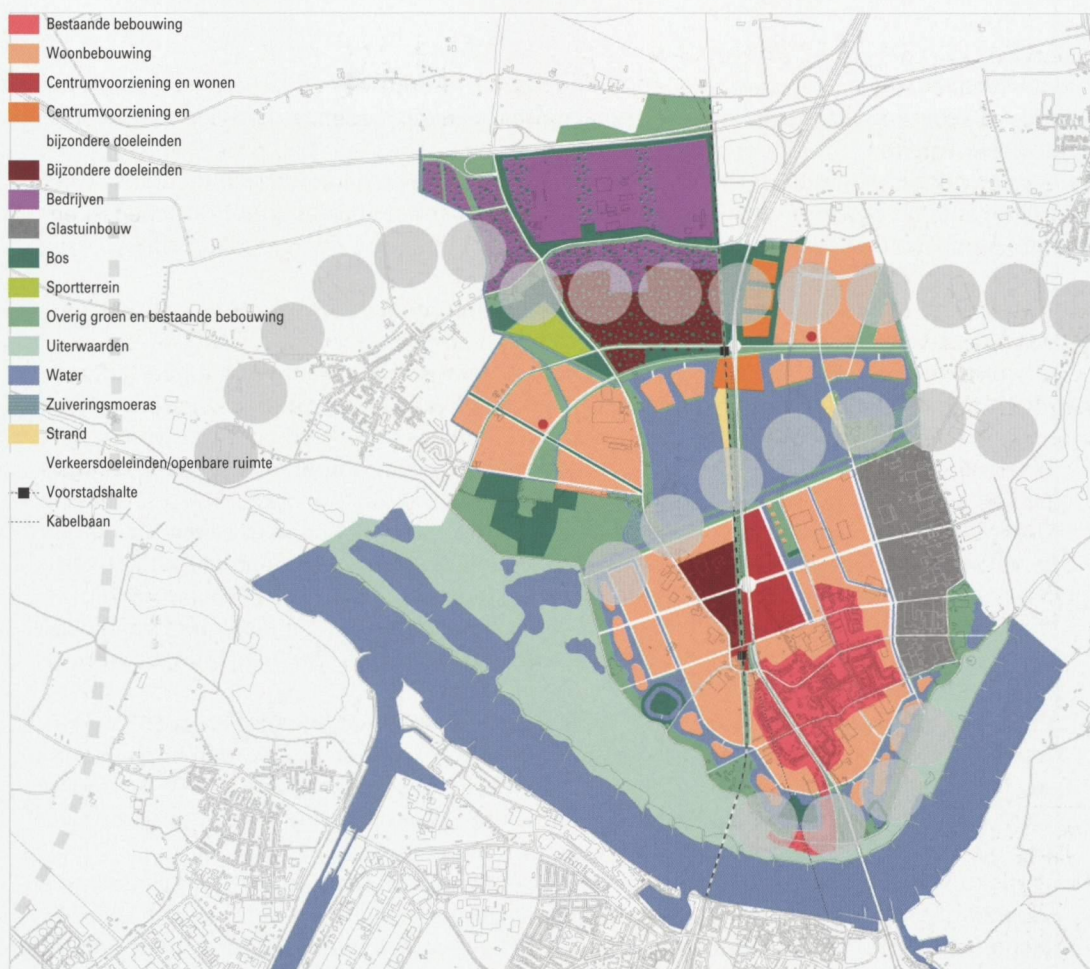 Bestaande bebouwing
Woonbebouwing
Centrumvoorziening en wonen
Centrumvoorziening en
bijzondere doeleinden
Bijzondere doeleinden
Bedrijven
Glastuinbouw
Bos
Sportterrein
Overig groen en bestaande bebouwing
Uiterwaarden
Water
Zuiveringsmoeras
Strand
Verkeersdoeleinden/openbare ruimte
Voorstadshalte
Kabelbaan